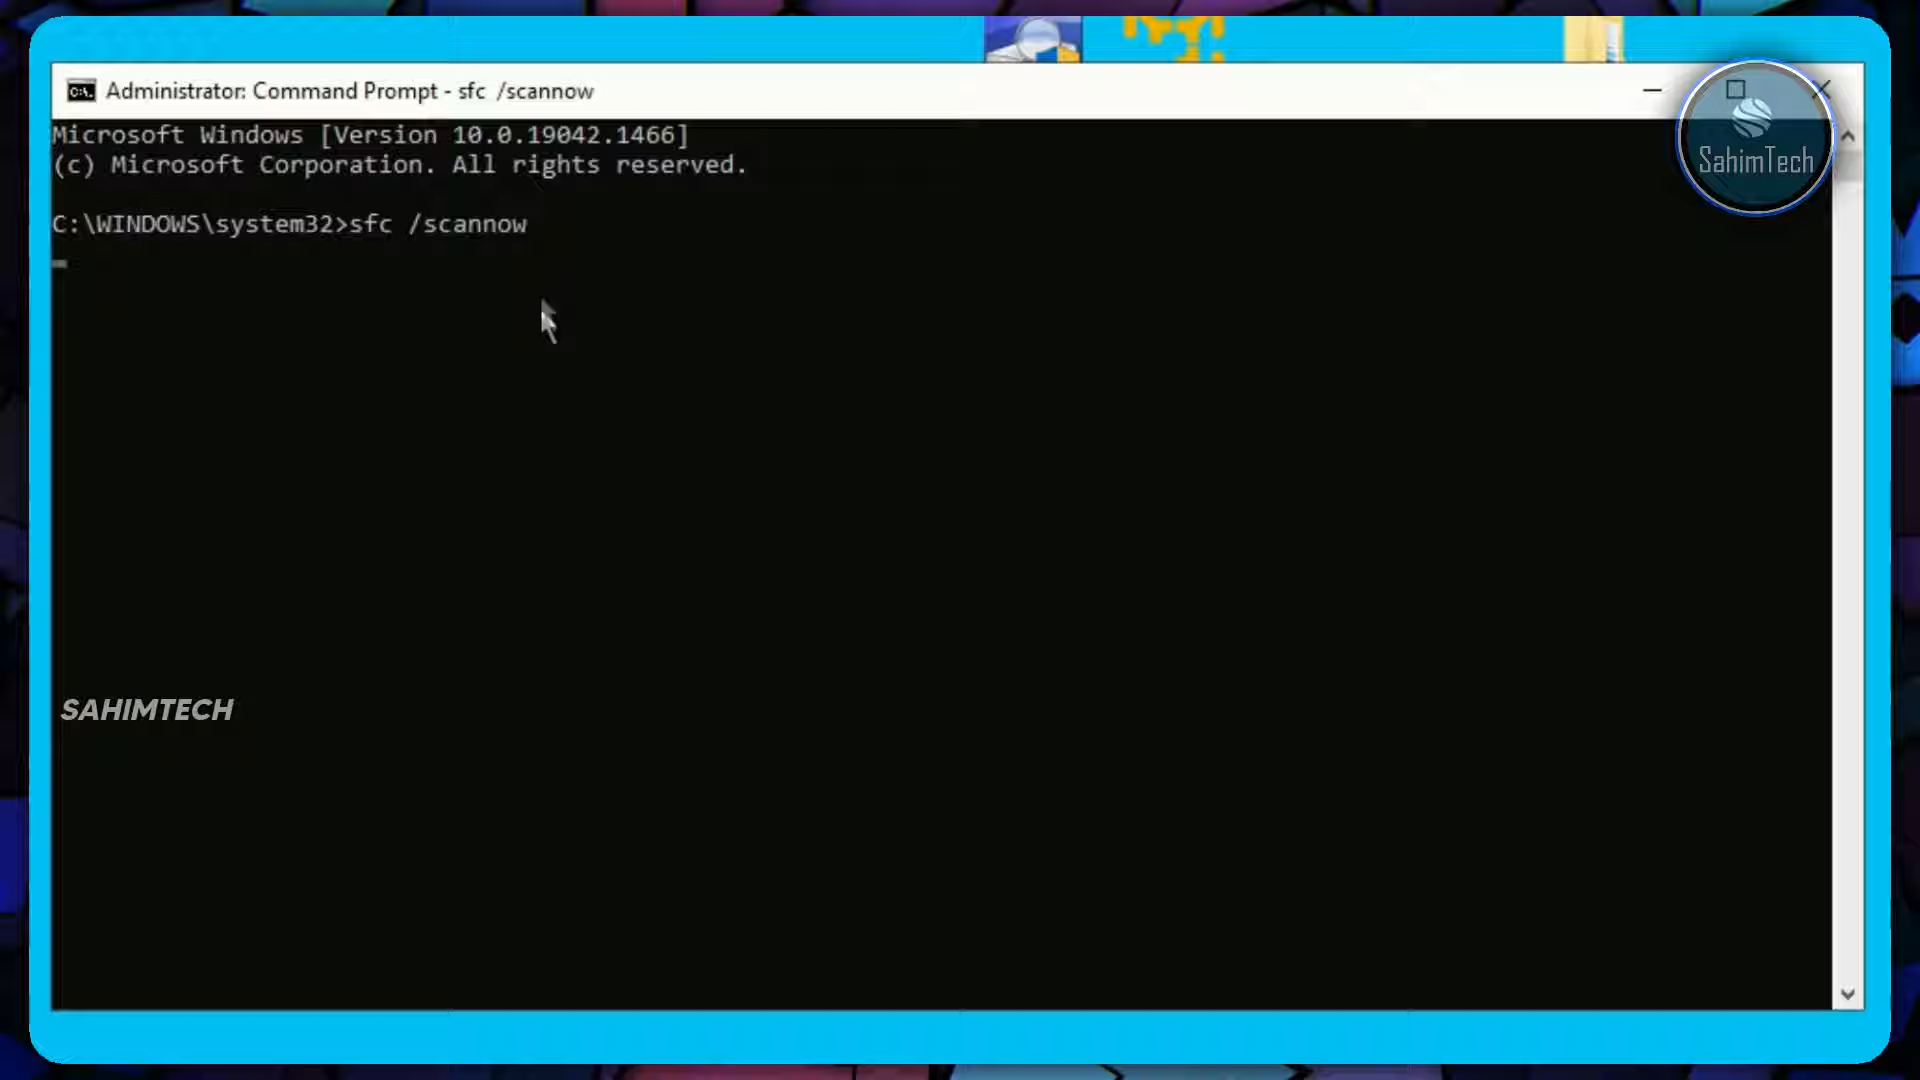 Administrator: Command Prompt - sfc /scannow
SahimTech
Microsoft Windows [Version 10.0.19042.1466]
(c) Microsoft Corporation. All rights reserved.
C:\WINDOWS\system32>sfc /scannow
SAHIMTECH